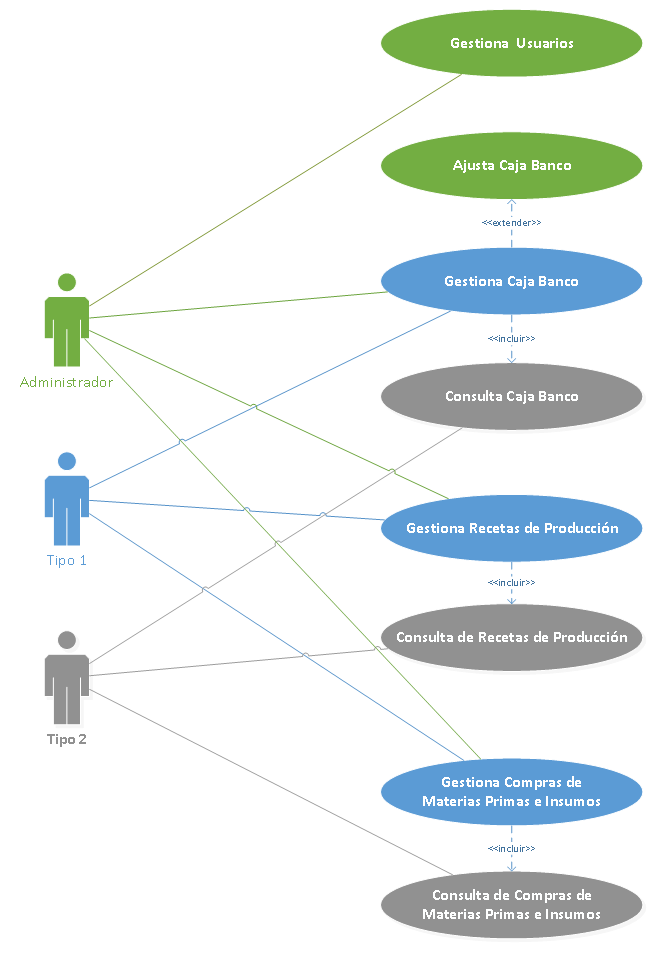 Gestiona Usuarios
Ajusta Caja Banco
<<extender>>
Gestiona Caja Banco
<<incluir>>
Administrador
Consulta Caja Banco
Gestiona Recetas de Producción
Tipo 1
<<incluir>>
Consulta de Recetas de Producción
Tipo 2
Gestiona Compras de
Materias Primas e Insumos
<<incluir>>
Consulta de Compras de
Materias Primas e Insumos